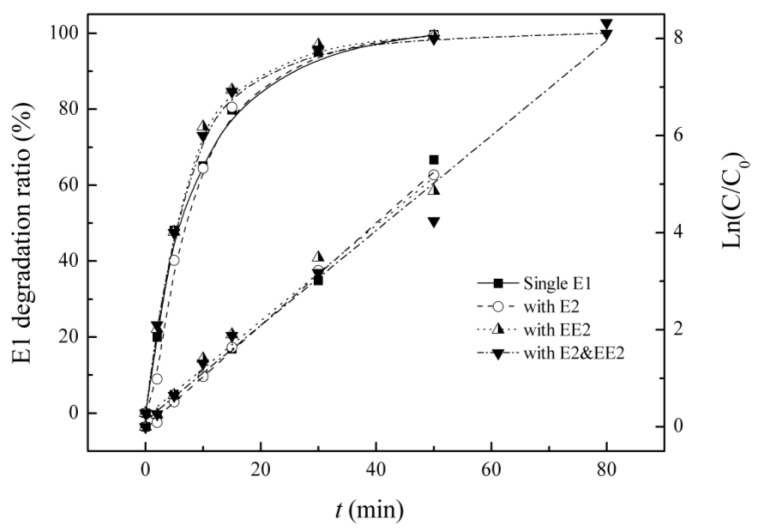 100
80
60
40
20
0
E1 degradation ratio (%)
8
6
4
2
0
Ln(C/C0)
Single E1
with E2
with EE2
with E2&EE2
0
20
40
60
80
t (min)